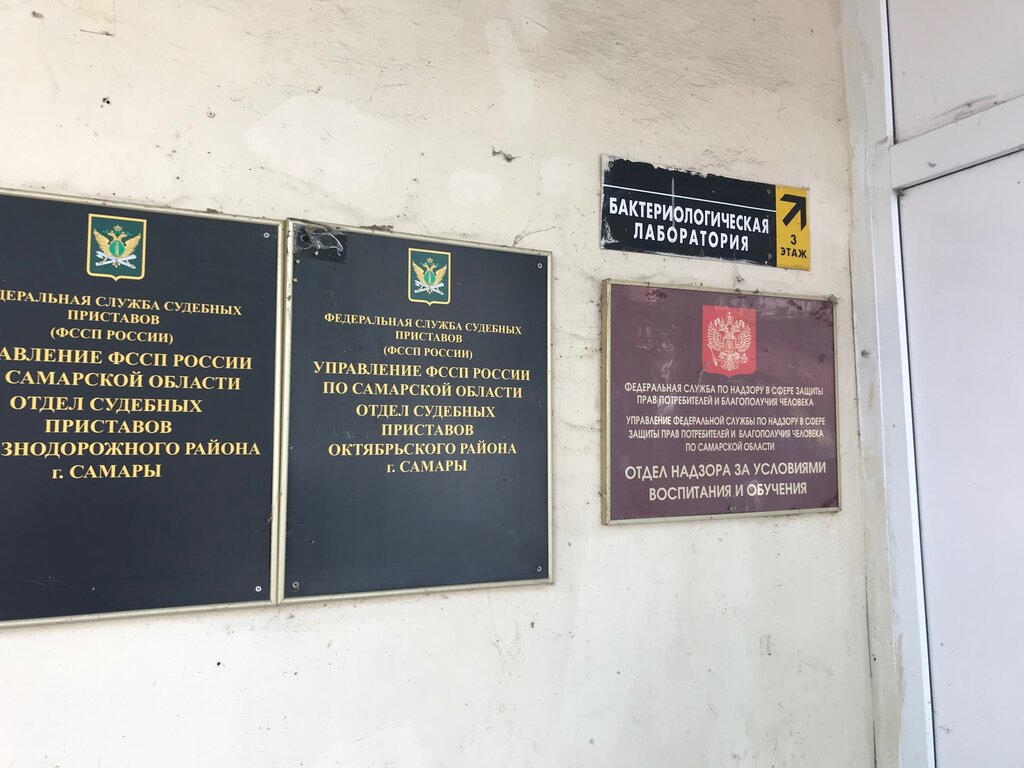 СЛУЖБА СУДЕБНЫХ
ПРИСТАВОВ
(ФССП РОССИИ)
ФССП РОССИИ
САМАРСКОЙ ОБЛАСТИ
ОТДЕЛ СУДЕБНЫХ
ПРИСТАВОВ
РАЙОНА
г. САМАРЫ
ФЕДЕРАЛЬНАЯ СЛУЖБА СУДЕБНЫХ
ПРИСТАВОВ
(ФССП РОССИИ)
УПРАВЛЕНИЕ ФССП РОССИИ
ПО САМАРСКОЙ ОБЛАСТИ
ОТДЕЛ СУДЕБНЫХ
ПРИСТАВОВ
ОКТЯБРЬСКОГО РАЙОНА
г. САМАРЫ
БАКТЕРИОЛОГИЧЕСКАЯ
ЛАБОРАТОРИЯ
3
ЭТАЖ
ФЕДЕРАЛЬНАЯ СЛУЖБА ПО НАДЗОРУ В СФЕРЕ ЗАЩИТЫ
ПРАВ ПОТРЕБИТЕЛЕЙ И БЛАГОПОЛУЧИЯ ЧЕЛОВЕКА
УПРАВЛЕНИЕ ФЕДЕРАЛЬНОЙ СЛУЖБЫ ПО НАДЗОРУ В СФЕРЕ
ЗАЩИТЫ ПРАВ ПОТРЕБИТЕЛЕЙ И БЛАГОПОЛУЧИЯ ЧЕЛОВЕКА
ПО САМАРСКОЙ ОБЛАСТИ
ОТДЕЛ НАДЗОРА ЗА УСЛОВИЯМИ
ВОСПИТАНИЯ И ОБУЧЕНИЯ